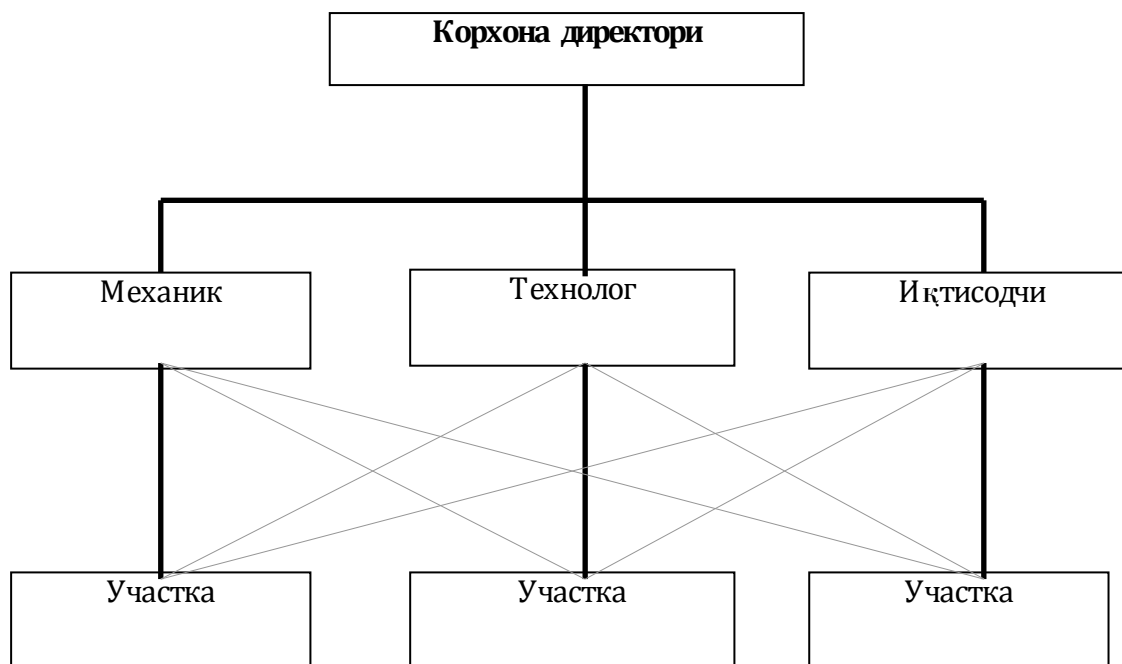 Корхона директори
Механик
Технолог
Иқтисодчи
Участка
Участка
Участка